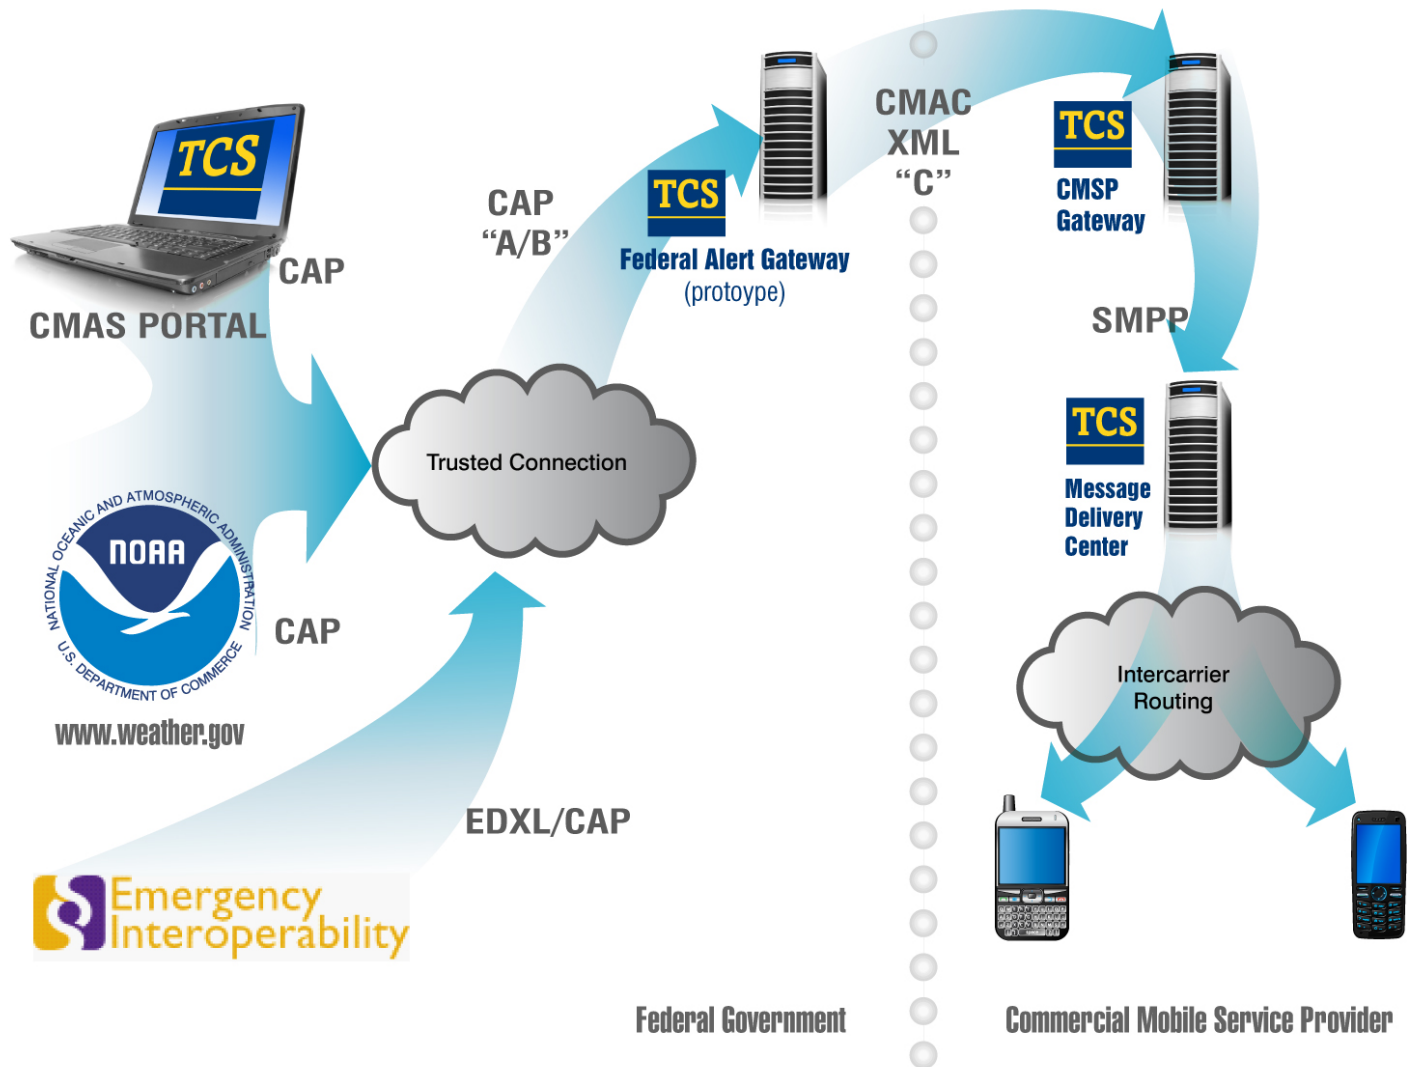 TCS
CAP
CMAS PORTAL
NATIONAL OCEANIC AND ATMOSPHERIC ADMINISTRATION
NOAA
U.S. DEPARTMENT OF COMMERCE
CAP
www.weather.gov
Emergency
Interoperability
EDXL/CAP
Trusted Connection
CAP
“A/B”
TCS
Federal Alert Gateway
(protoype)
CMAC
XML
“C”
TCS
CMSP
Gateway
SMPP
TCS
Message
Delivery
Center
Intercarrier
Routing
Federal Government
Commercial Mobile Service Provider